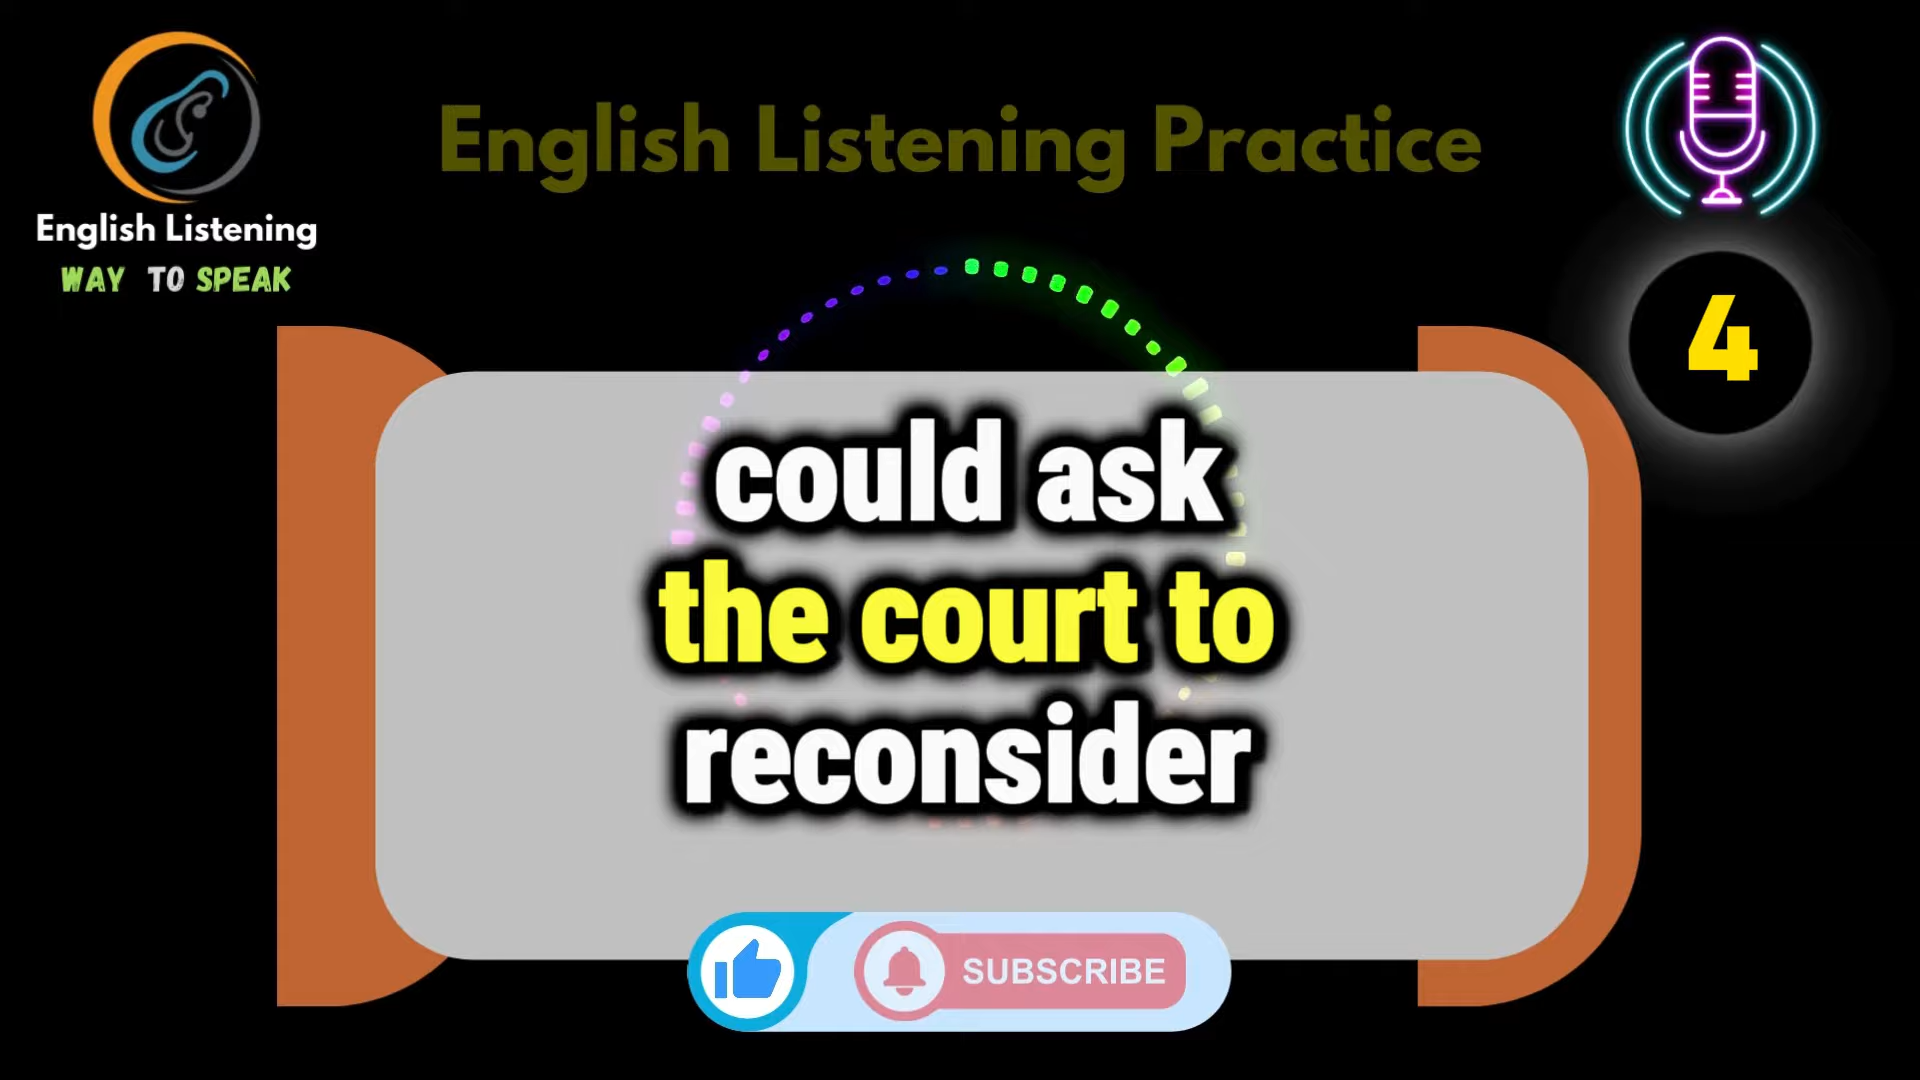 English Listening Practice
English Listening
WAY TO SPEAK
4
could ask
the court to
reconsider
SUBSCRIBE